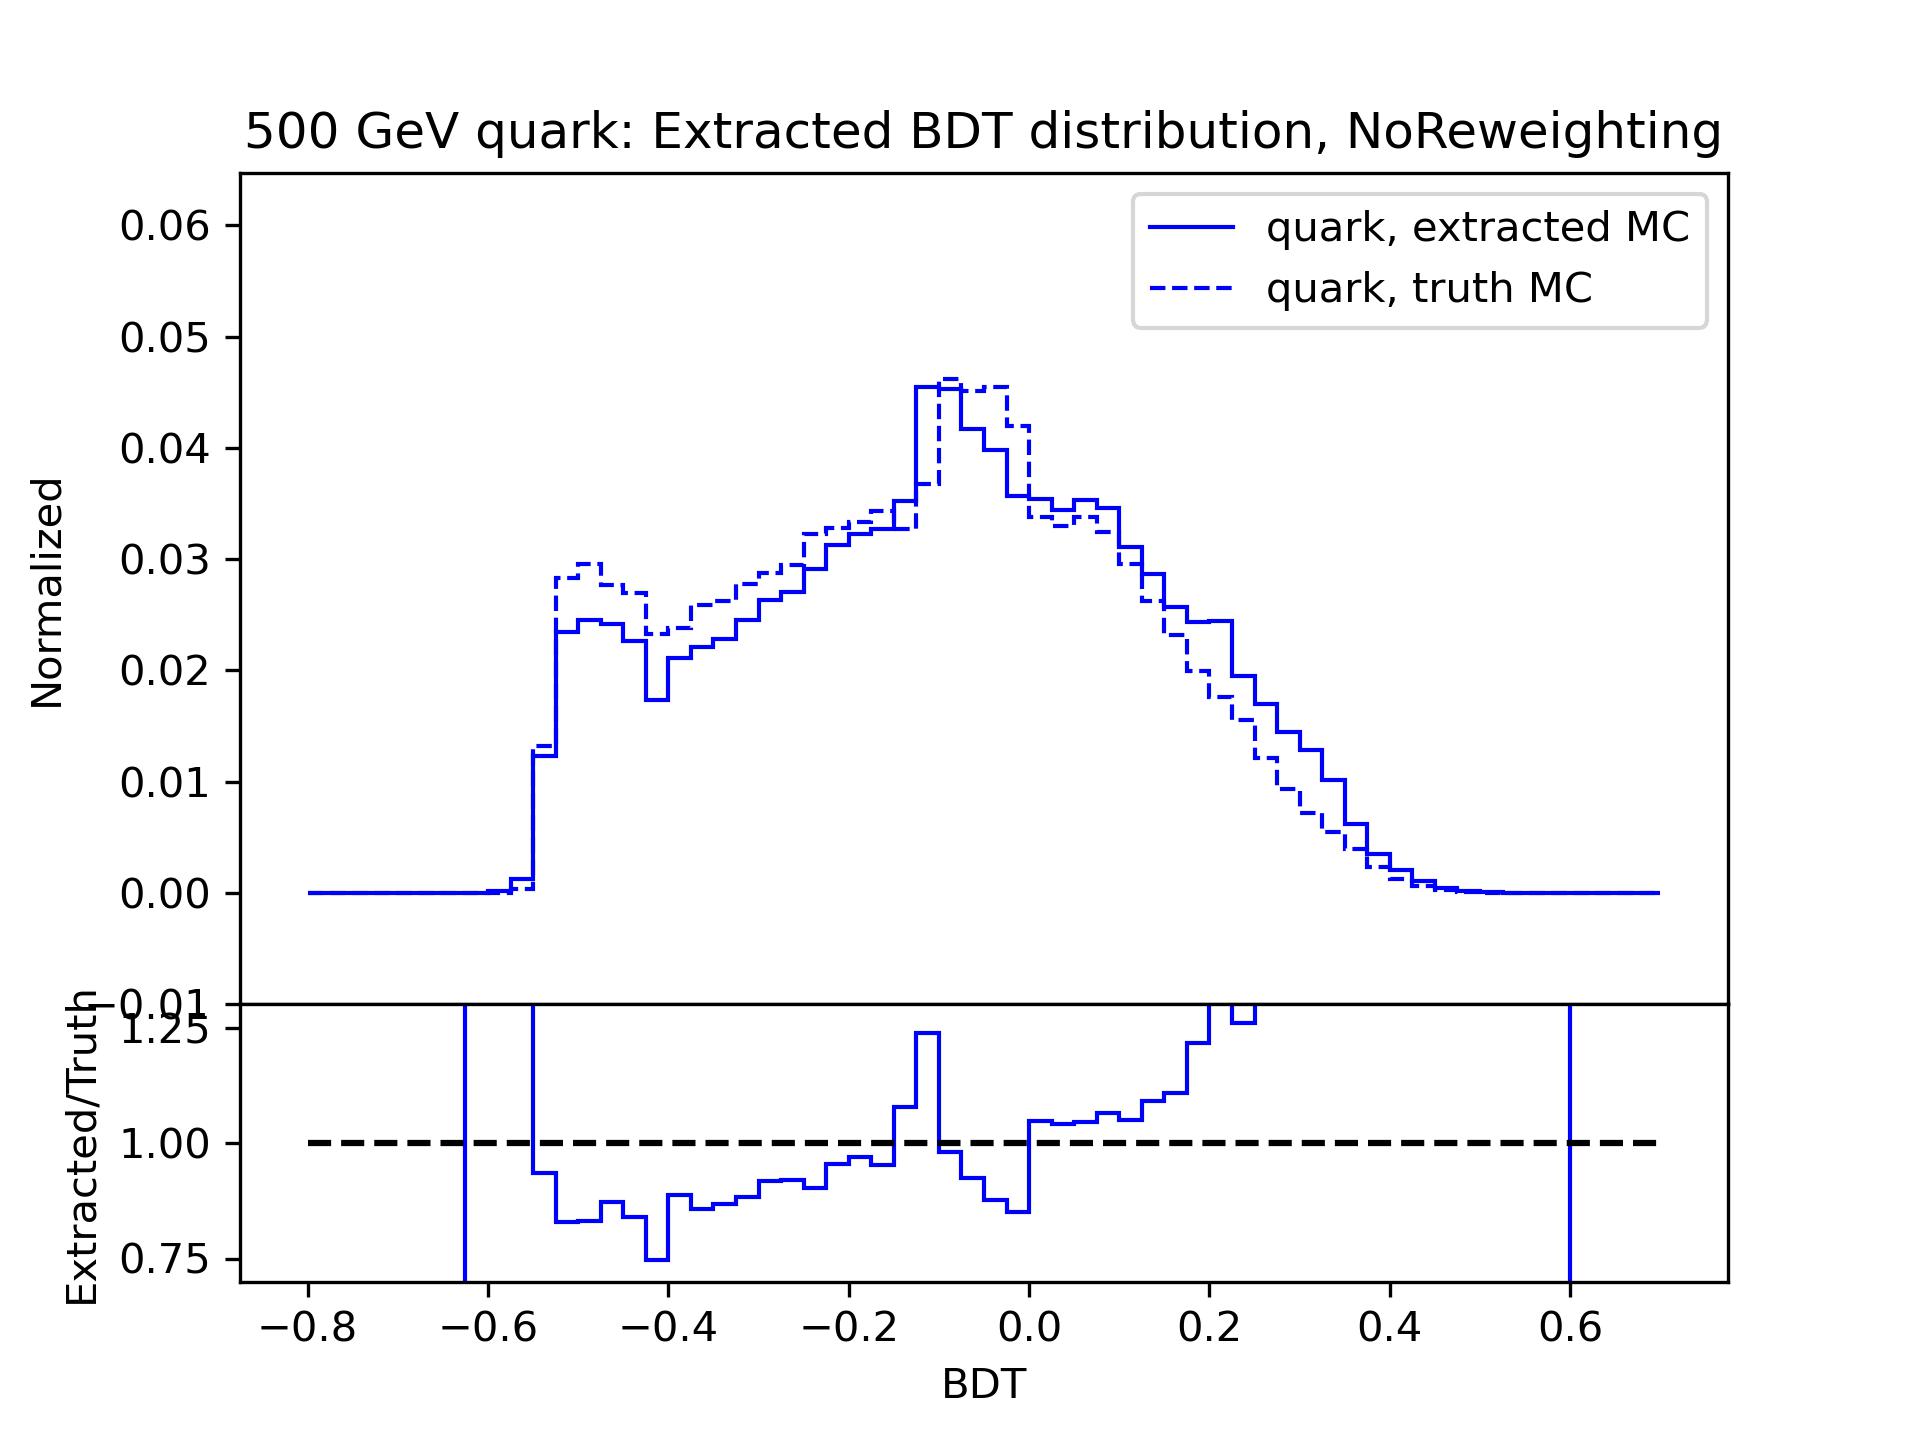 500 GeV quark: Extracted BDT distribution, NoReweighting
quark, extracted MC
quark, truth MC
0.06
0.05
0.04
0.03
0.02
0.01
0.00
−0.01
Normalized
1.25
1.00
0.75
Extracted/Truth
−0.8 −0.6 −0.4 −0.2 0.0 0.2 0.4 0.6
BDT